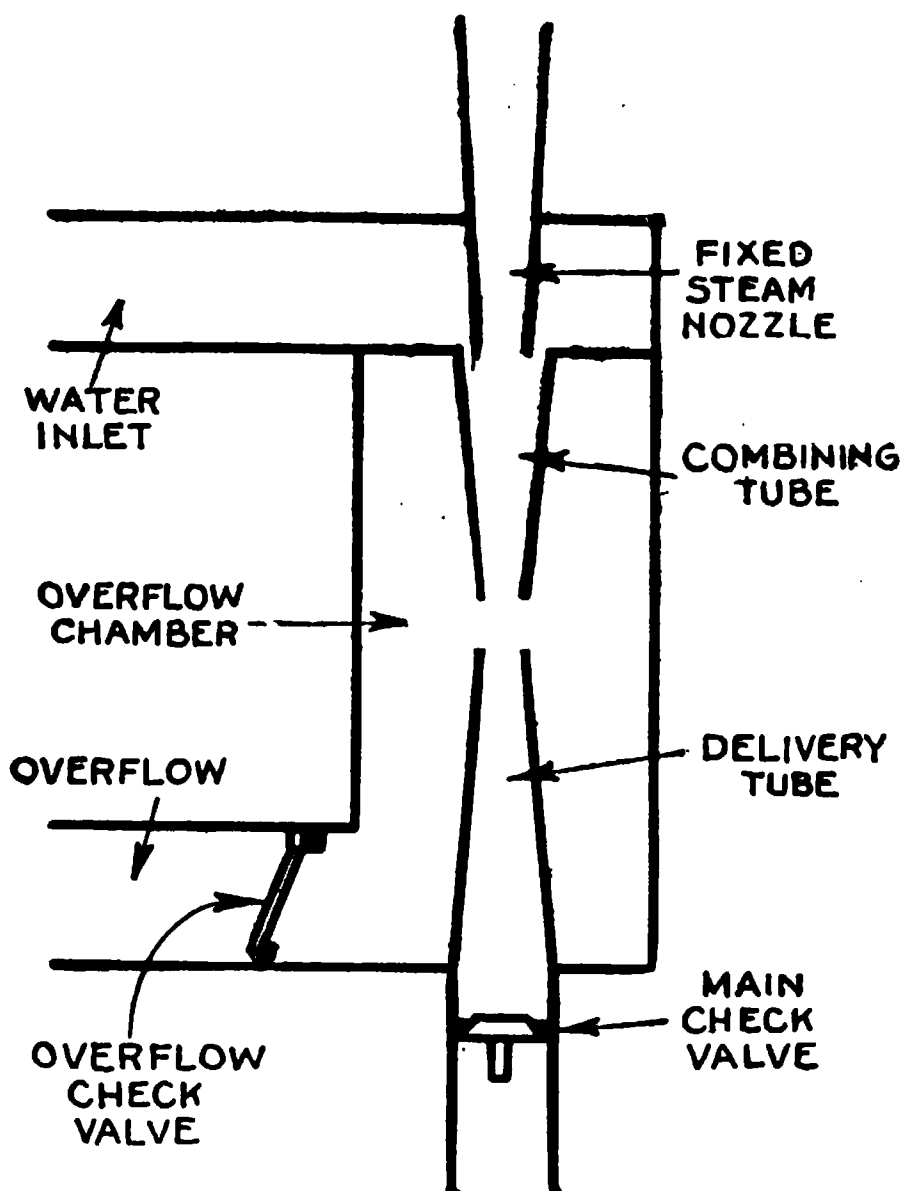 FIXED
STEAM
NOZZLE
WATER
INLET
COMBINING
TUBE
OVERFLOW
CHAMBER
DELIVERY
TUBE
OVERFLOW
MAIN
CHECK
VALVE
OVERFLOW
CHECK
VALVE